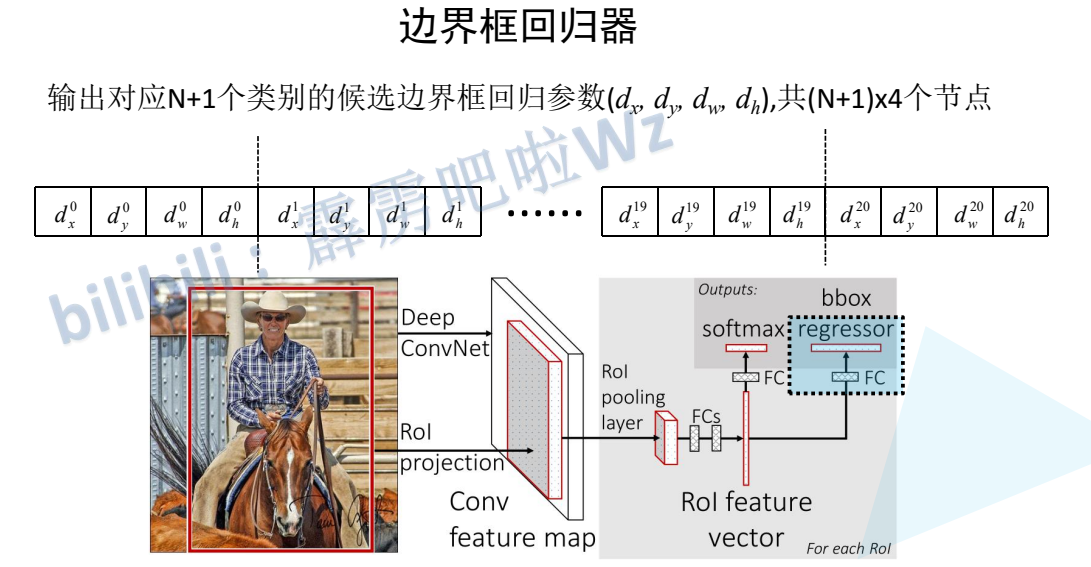 边界框回归器
输出对应N+1个类别的候选边界框回归参数(d_x, d_y, d_w, d_h),共(N+1)x4个节点
d_x^0 d_y^0 d_w^0 d_h^0 d_x^1 d_y^1 d_w^1 d_h^1 ······ d_x^19 d_y^19 d_w^19 d_h^19 d_x^20 d_y^20 d_w^20 d_h^20
bilibili：霹雳吧啦Wz
Deep
ConvNet
RoI
projection
Conv
feature map
RoI
pooling
layer
FCs
Outputs:
softmax
bbox
regressor
FC
FC
RoI feature
vector
For each RoI